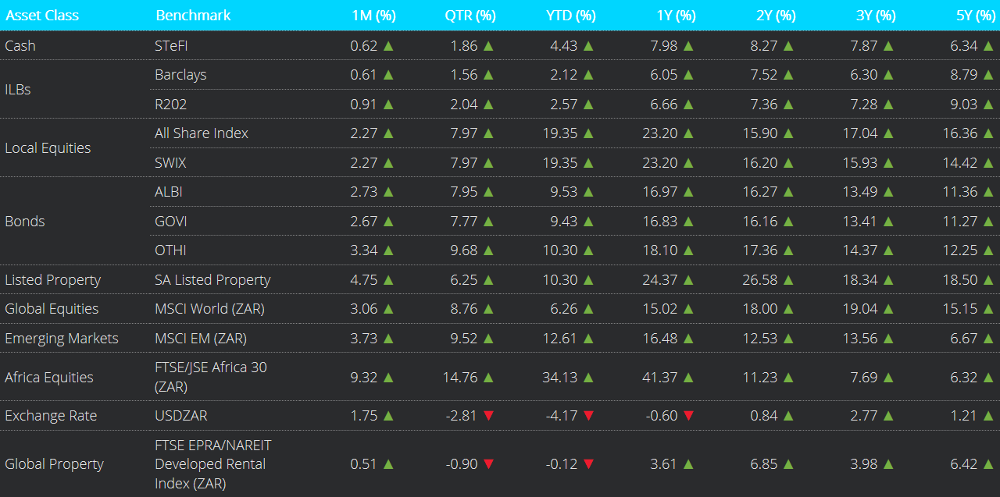 Asset Class Benchmark 1M (%) QTR (%) YTD (%) 1Y (%) 2Y (%) 3Y (%) 5Y (%)
Cash STeFI 0.62 ▲ 1.86 ▲ 4.43 ▲ 7.98 ▲ 8.27 ▲ 7.87 ▲ 6.34 ▲
ILBs
Barclays 0.61 ▲ 1.56 ▲ 2.12 ▲ 6.05 ▲ 7.52 ▲ 6.30 ▲ 8.79 ▲
R202 0.91 ▲ 2.04 ▲ 2.57 ▲ 6.66 ▲ 7.36 ▲ 7.28 ▲ 9.03 ▲
Local Equities
All Share Index 2.27 ▲ 7.97 ▲ 19.35 ▲ 23.20 ▲ 15.90 ▲ 17.04 ▲ 16.36 ▲
SWIX 2.27 ▲ 7.97 ▲ 19.35 ▲ 23.20 ▲ 16.20 ▲ 15.93 ▲ 14.42 ▲
Bonds
ALBI 2.73 ▲ 7.95 ▲ 9.53 ▲ 16.97 ▲ 16.27 ▲ 13.49 ▲ 11.36 ▲
GOVI 2.67 ▲ 7.77 ▲ 9.43 ▲ 16.83 ▲ 16.16 ▲ 13.41 ▲ 11.27 ▲
OTHI 3.34 ▲ 9.68 ▲ 10.30 ▲ 18.10 ▲ 17.36 ▲ 14.37 ▲ 12.25 ▲
Listed Property SA Listed Property 4.75 ▲ 6.25 ▲ 10.30 ▲ 24.37 ▲ 26.58 ▲ 18.34 ▲ 18.50 ▲
Global Equities MSCI World (ZAR) 3.06 ▲ 8.76 ▲ 6.26 ▲ 15.02 ▲ 18.00 ▲ 19.04 ▲ 15.15 ▲
Emerging Markets MSCI EM (ZAR) 3.73 ▲ 9.52 ▲ 12.61 ▲ 16.48 ▲ 12.53 ▲ 13.56 ▲ 6.67 ▲
Africa Equities
FTSE/JSE Africa 30
(ZAR)
9.32 ▲ 14.76 ▲ 34.13 ▲ 41.37 ▲ 11.23 ▲ 7.69 ▲ 6.32 ▲
Exchange Rate USDZAR 1.75 ▲ -2.81 ▼ -4.17 ▼ -0.60 ▼ 0.84 ▲ 2.77 ▲ 1.21 ▲
Global Property
FTSE EPRA/NAREIT
Developed Rental
Index (ZAR)
0.51 ▲ -0.90 ▼ -0.12 ▼ 3.61 ▲ 6.85 ▲ 3.98 ▲ 6.42 ▲